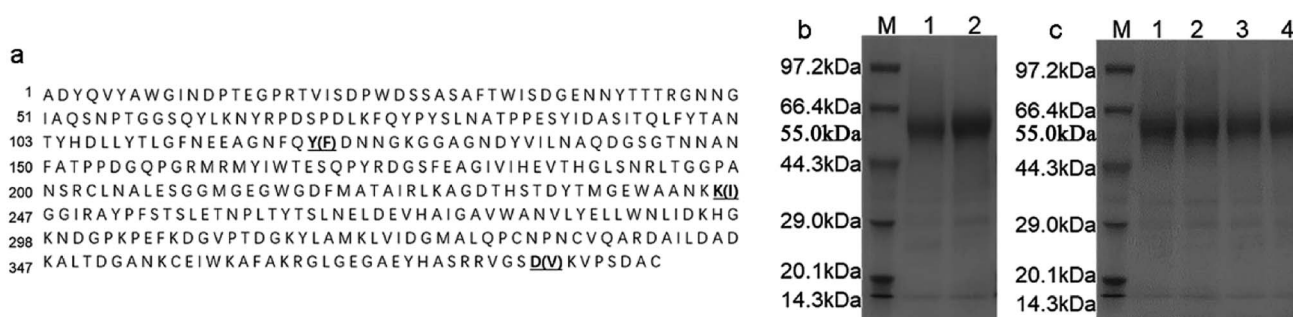 a
1 ADYQVYAWGINDPTEGPRTVISDPWDSSASAFTWISDGENNYTTTRGNNG
51 IAQSNPTGGSQYLKNYRPDSPDLKFQYPYSLNATPPESYIDASITQLFYTAN
103 TYHDLLYTLGFNEEAGNFQY(F)DNNGKGGAGNDYVILNAQDGSGTNNAN
150 FATPPDGQPGRMRMYIWTESQPYRDGSFEAGIVIHEVTHGLSNRLTGGPA
200 NSRCLNALESGGMGEGWGDFMATAIRLKAGDTHSTDYTMGEWAANKK(I)
247 GGIRAYPFSTSLETNPLTYTSLNELDEVHAIGAVWANVLYELLWNLIDKHG
298 KNDGPKPEFKDGVPTDGKYLAMKLVIDGMALQPCNPNCVQARDAILDAD
347 KALTDGANKCEIWKAFAKRGLGEGAEYHASRRVGSD(V)KVPSDAC
b
M 1 2
97.2kDa
66.4kDa
55.0kDa
44.3kDa
29.0kDa
20.1kDa
14.3kDa
c
M 1 2 3 4
97.2kDa
66.4kDa
55.0kDa
44.3kDa
29.0kDa
20.1kDa
14.3kDa